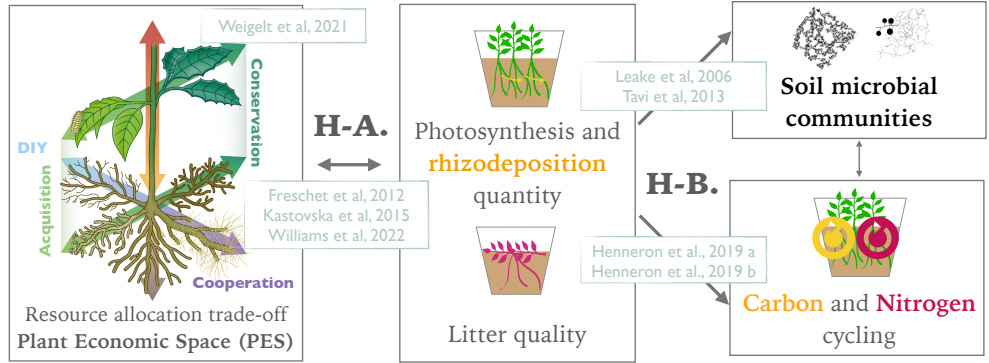 Weigelt et al, 2021
Conservation
DIY
Acquisition
Cooperation
Resource allocation trade-off
Plant Economic Space (PES)
H-A.
Freschet et al, 2012
Kastovska et al, 2015
Williams et al, 2022
Photosynthesis and
rhizodeposition
quantity
Litter quality
Leake et al, 2006
Tavi et al, 2013
H-B.
Henneron et al., 2019 a
Henneron et al., 2019 b
Soil microbial
communities
Carbon and Nitrogen
cycling